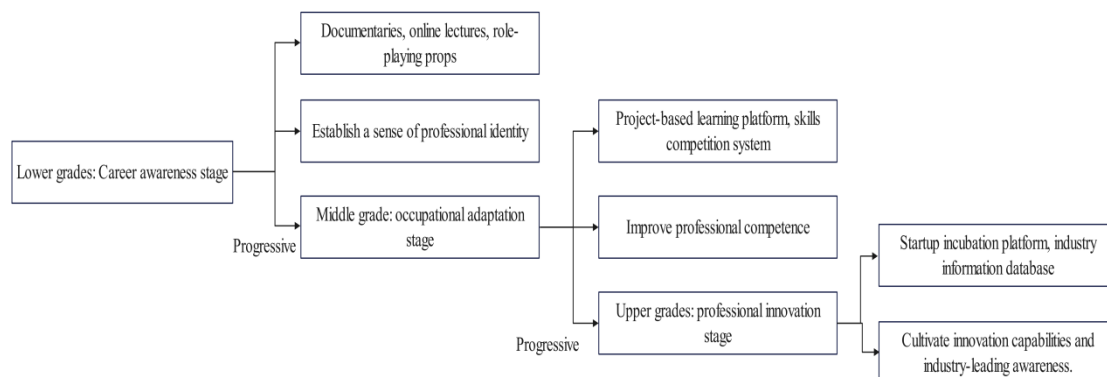 Documentaries, online lectures, role-
playing props
Establish a sense of professional identity
Project-based learning platform, skills
competition system
Lower grades: Career awareness stage
Middle grade: occupational adaptation
stage
Progressive
Improve professional competence
Startup incubation platform, industry
information database
Upper grades: professional innovation
stage
Progressive
Cultivate innovation capabilities and
industry-leading awareness.